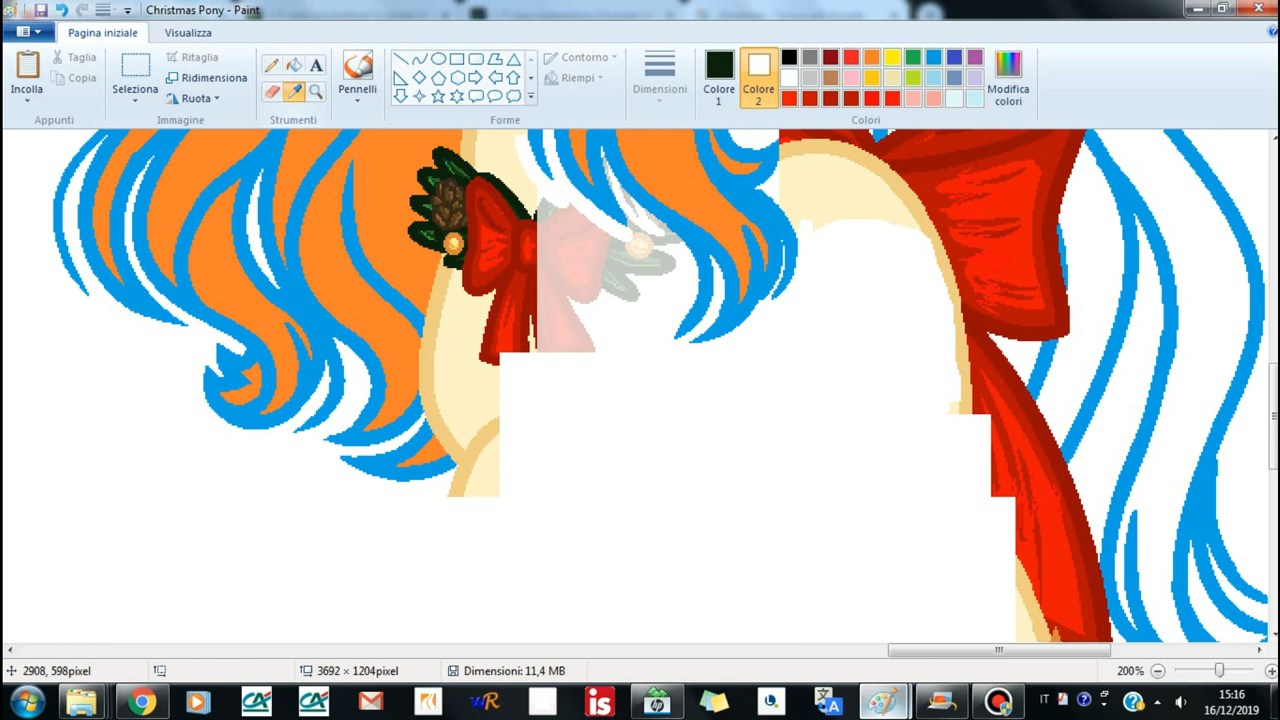 Christmas Pony - Paint
Pagina iniziale
Visualizza
Incolla
Taglia
Copia
Appunti
Seleziona
Ritaglia
Ridimensiona
Ruota
Immagine
A
Strumenti
Pennelli
Contorno
Riempi
Forme
Dimensioni
Colore 1
Colore 2
Modifica colori
Colori
2908, 598pixel
3692 × 1204pixel
Dimensioni: 11,4 MB
200%
IT
15:16
16/12/2019